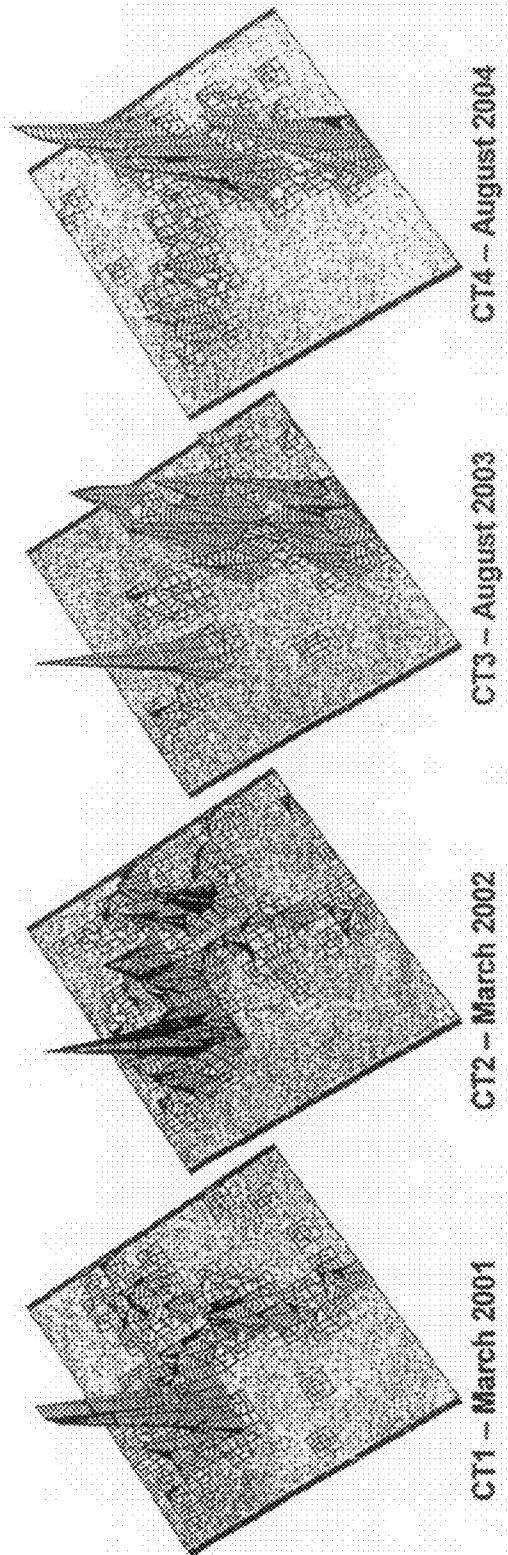 CT1 – March 2001
CT2 – March 2002
CT3 – August 2003
CT4 – August 2004